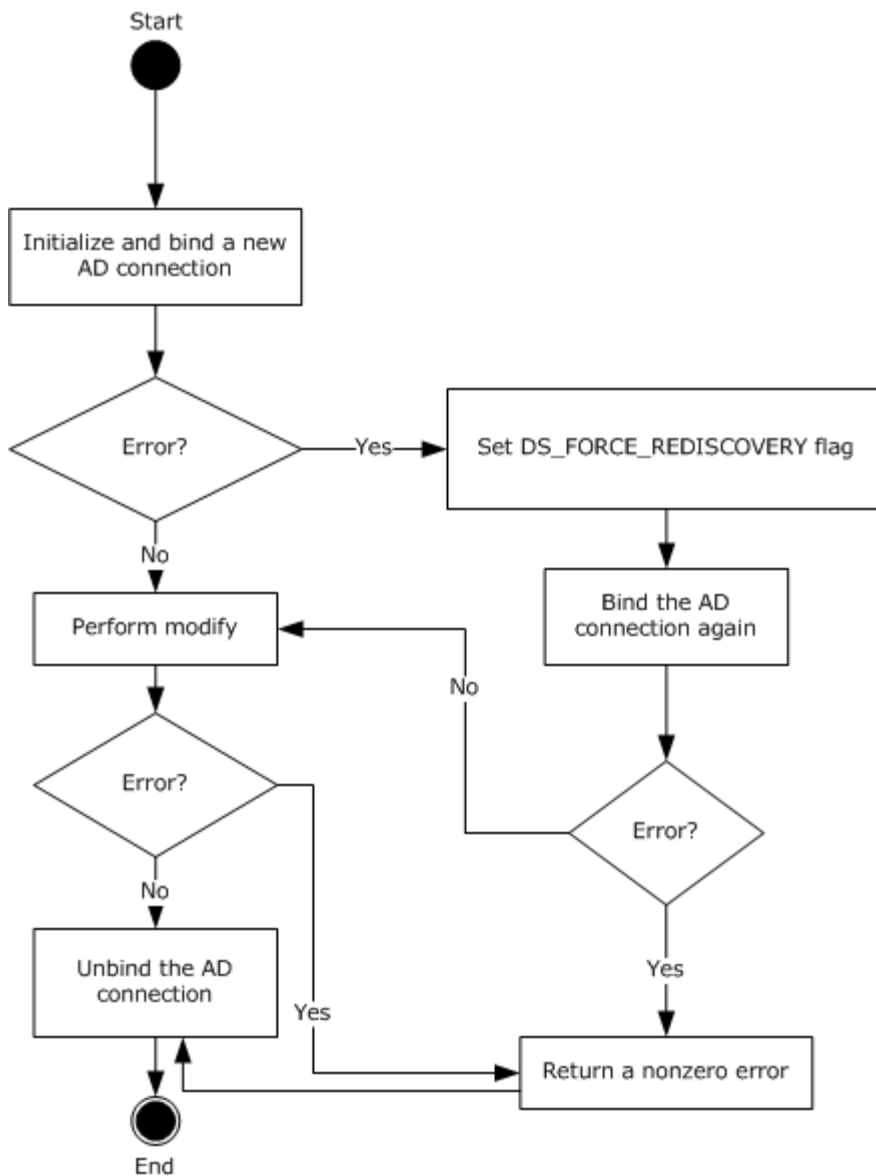 Start
Initialize and bind a new
AD connection
Error?
Yes
Set DS_FORCE_REDISCOVERY flag
No
Bind the AD
connection again
Perform modify
No
Error?
Error?
No
Unbind the AD
connection
Yes
Yes
Return a nonzero error
End